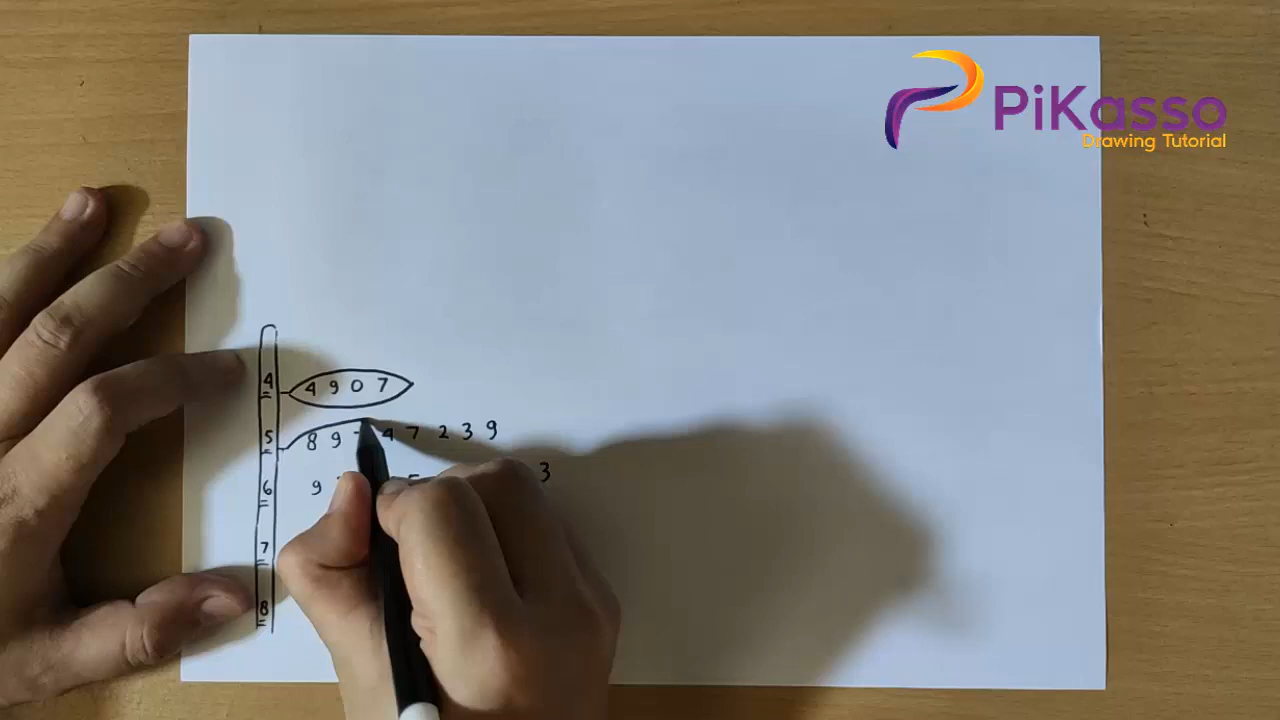 PiKasso
Drawing Tutorial
4 4 9 0 7
5 8 9 4 7 2 3 9
6 9 3
7
8